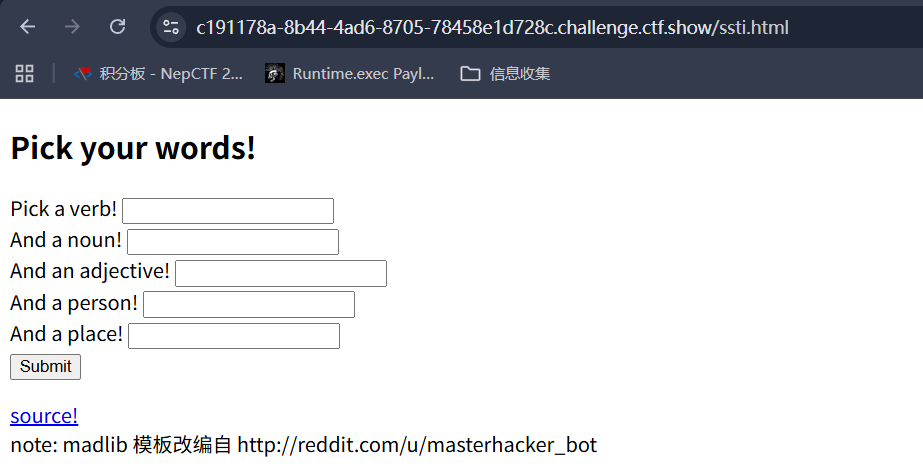 c191178a-8b44-4ad6-8705-78458e1d728c.challenge.ctf.show/ssti.html
积分板 - NepCTF 2... Runtime.exec Payl... 信息收集
Pick your words!
Pick a verb!
And a noun!
And an adjective!
And a person!
And a place!
Submit
source!
note: madlib 模板改编自 http://reddit.com/u/masterhacker_bot